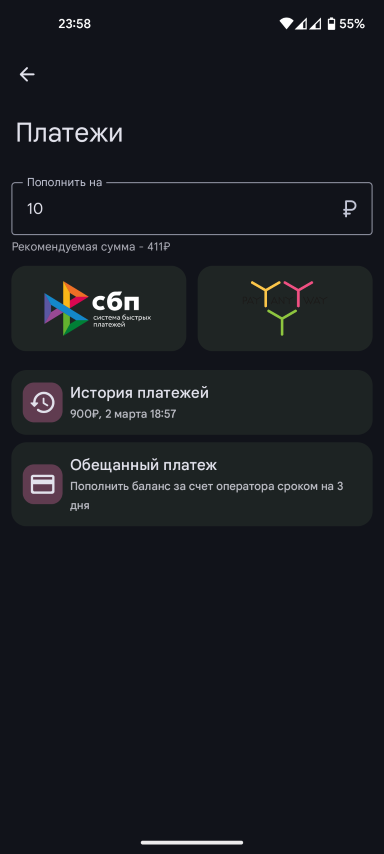 23:58
55%
Платежи
Пополнить на
10 ₽
Рекомендуемая сумма - 411₽
сбп
система быстрых
платежей
История платежей
900₽, 2 марта 18:57
Обещанный платеж
Пополнить баланс за счет оператора сроком на 3
дня